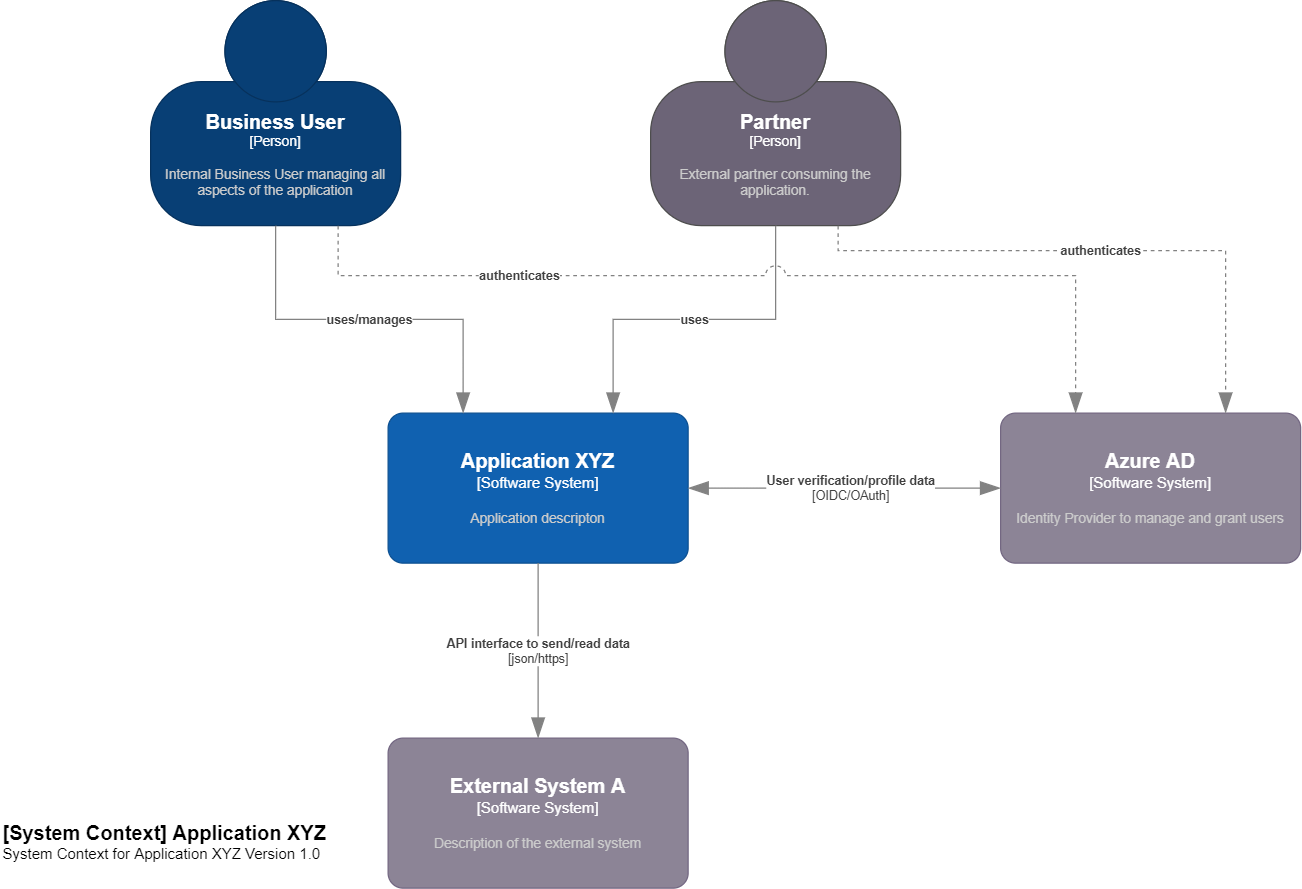 Business User
[Person]
Internal Business User managing all
aspects of the application
Partner
[Person]
External partner consuming the
application.
authenticates
authenticates
uses/manages
uses
Application XYZ
[Software System]
Application descripton
User verification/profile data
[OIDC/OAuth]
Azure AD
[Software System]
Identity Provider to manage and grant users
API interface to send/read data
[json/https]
External System A
[Software System]
Description of the external system
[System Context] Application XYZ
System Context for Application XYZ Version 1.0